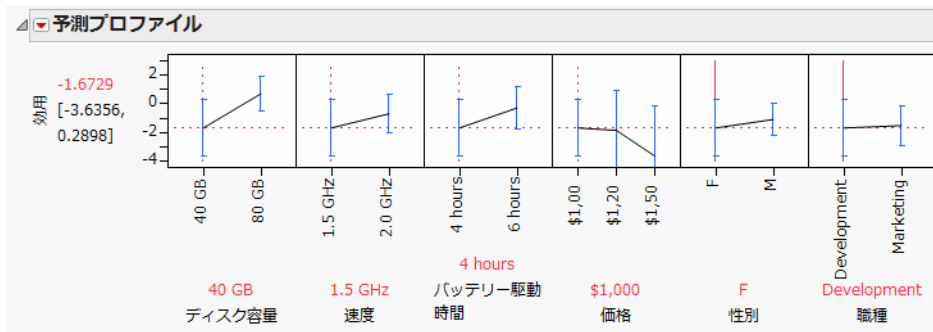 予測プロファイル
効用
-1.6729
[-3.6356,
0.2898]
2
0
-2
-4
40 GB
80 GB
1.5 GHz
2.0 GHz
4 hours
6 hours
$1,00
$1,20
$1,50
F
M
Development
Marketing
40 GB
ディスク容量
1.5 GHz
速度
4 hours
バッテリー駆動
時間
$1,000
価格
F
性別
Development
職種